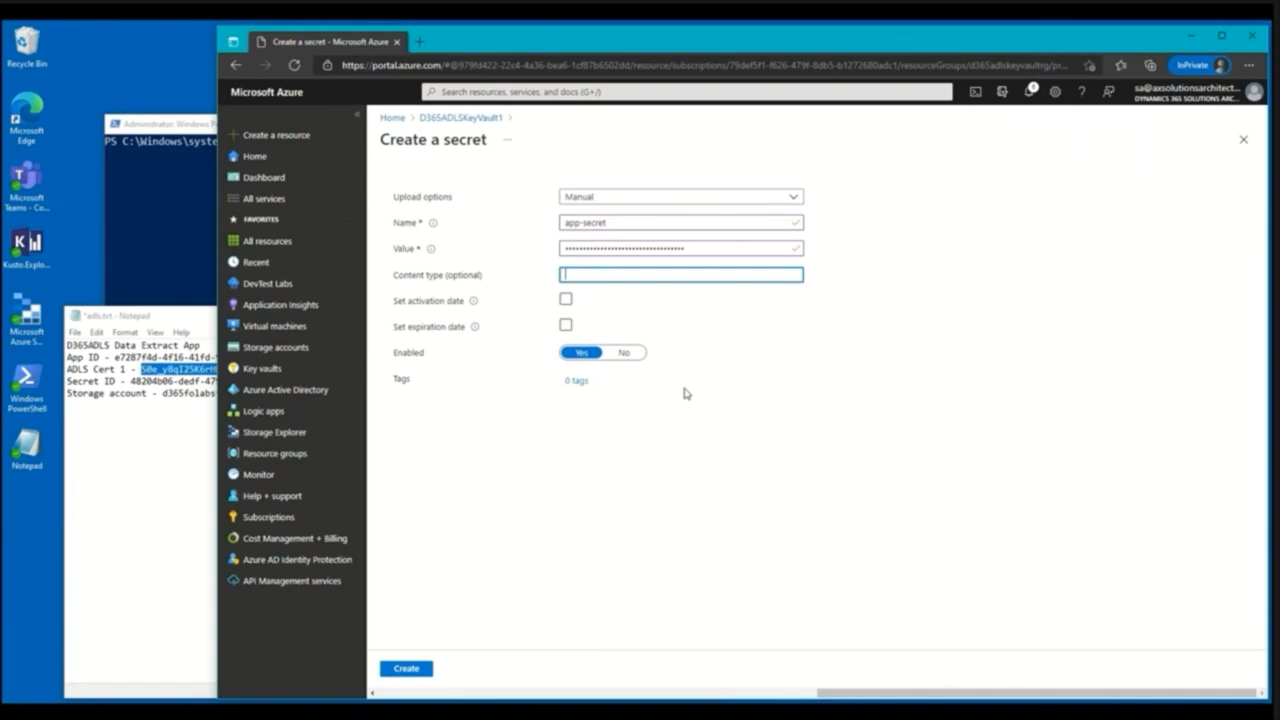 Recycle Bin
Microsoft
Edge
Microsoft
Teams - Co...
Kusto.Explo...
Microsoft
Azure S...
Windows
PowerShell
Notepad
Administrator: Windows P
PS C:\Windows\syste
*adls.txt - Notepad
File Edit Format View Help
D365ADLS Data Extract App
App ID - e7287f4d-4f16-41fd-
ADLS Cert 1 -
Secret ID - 48204b06-dedf-47
Storage account - d365folabs
Create a secret - Microsoft Azure
InPrivate
Microsoft Azure
Search resources, services, and docs (G+/)
sa@axsolutionsarchitect...
DYNAMICS 365 SOLUTIONS ARC...
Create a resource
Home
Dashboard
All services
FAVORITES
All resources
Recent
DevTest Labs
Application Insights
Virtual machines
Storage accounts
Key vaults
Azure Active Directory
Logic apps
Storage Explorer
Resource groups
Monitor
Help + support
Subscriptions
Cost Management + Billing
Azure AD Identity Protection
API Management services
Home > D365ADLSKeyVault1 >
Create a secret ...
Upload options Manual
Name * app-secret
Value * ••••••••••••••••••••••••••••••••••
Content type (optional)
Set activation date
Set expiration date
Enabled Yes No
Tags 0 tags
Create